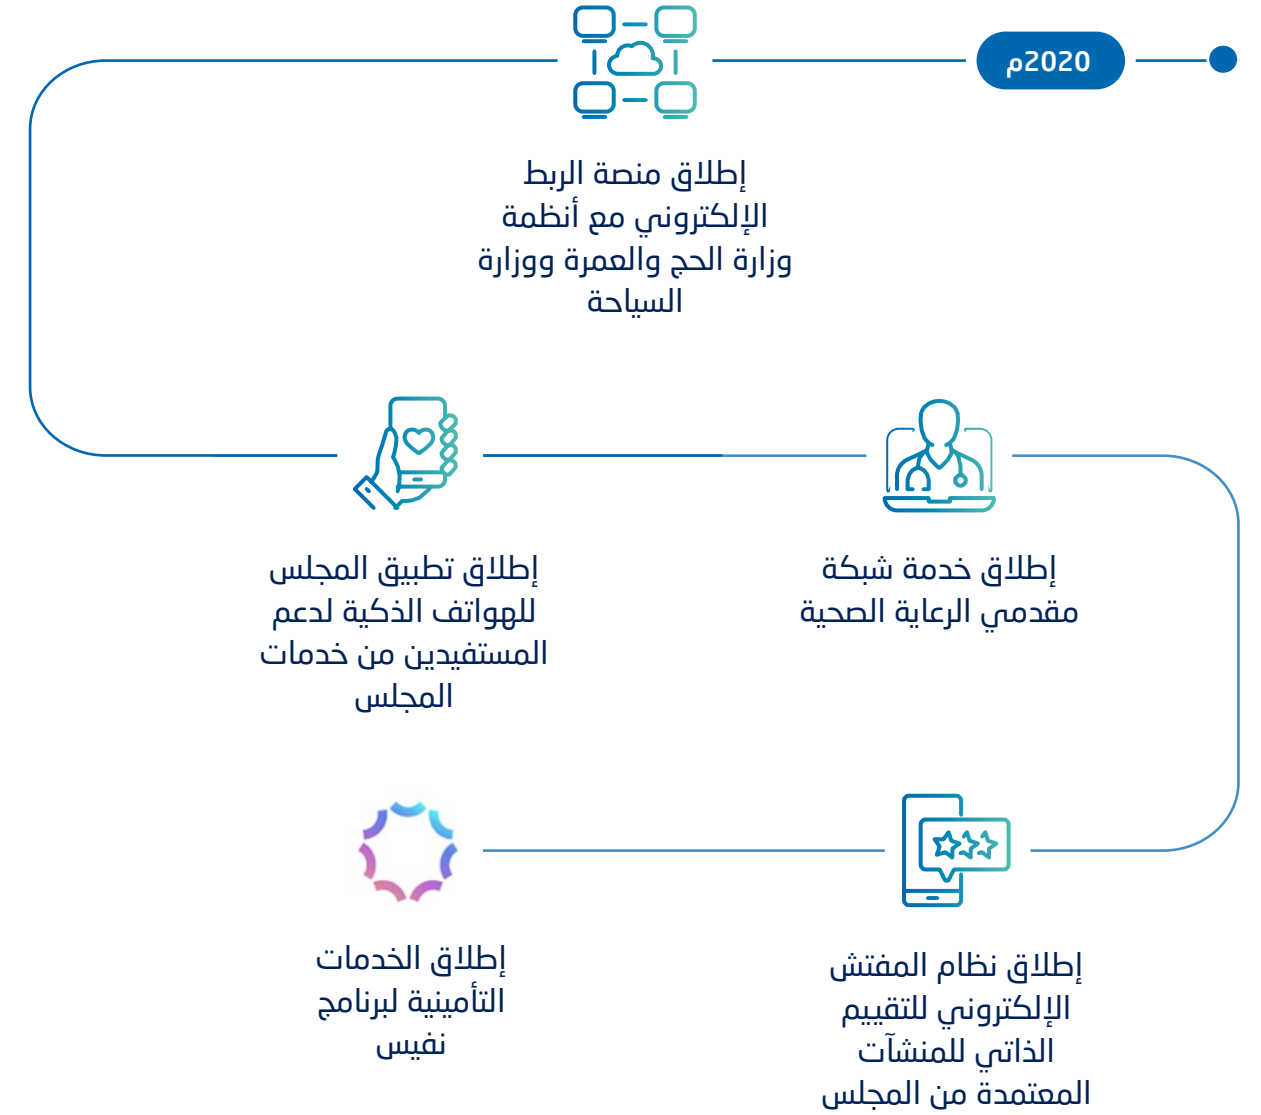 2020م
إطلاق منصة الربط
الإلكتروني مع أنظمة
وزارة الحج والعمرة ووزارة
السياحة
إطلاق تطبيق المجلس
للهواتف الذكية لدعم
المستفيدين من خدمات
المجلس
إطلاق خدمة شبكة
مقدمي الرعاية الصحية
إطلاق نظام المفتش
الإلكتروني للتقييم
الذاتي للمنشآت
المعتمدة من المجلس
إطلاق الخدمات
التأمينية لبرنامج
نفيس